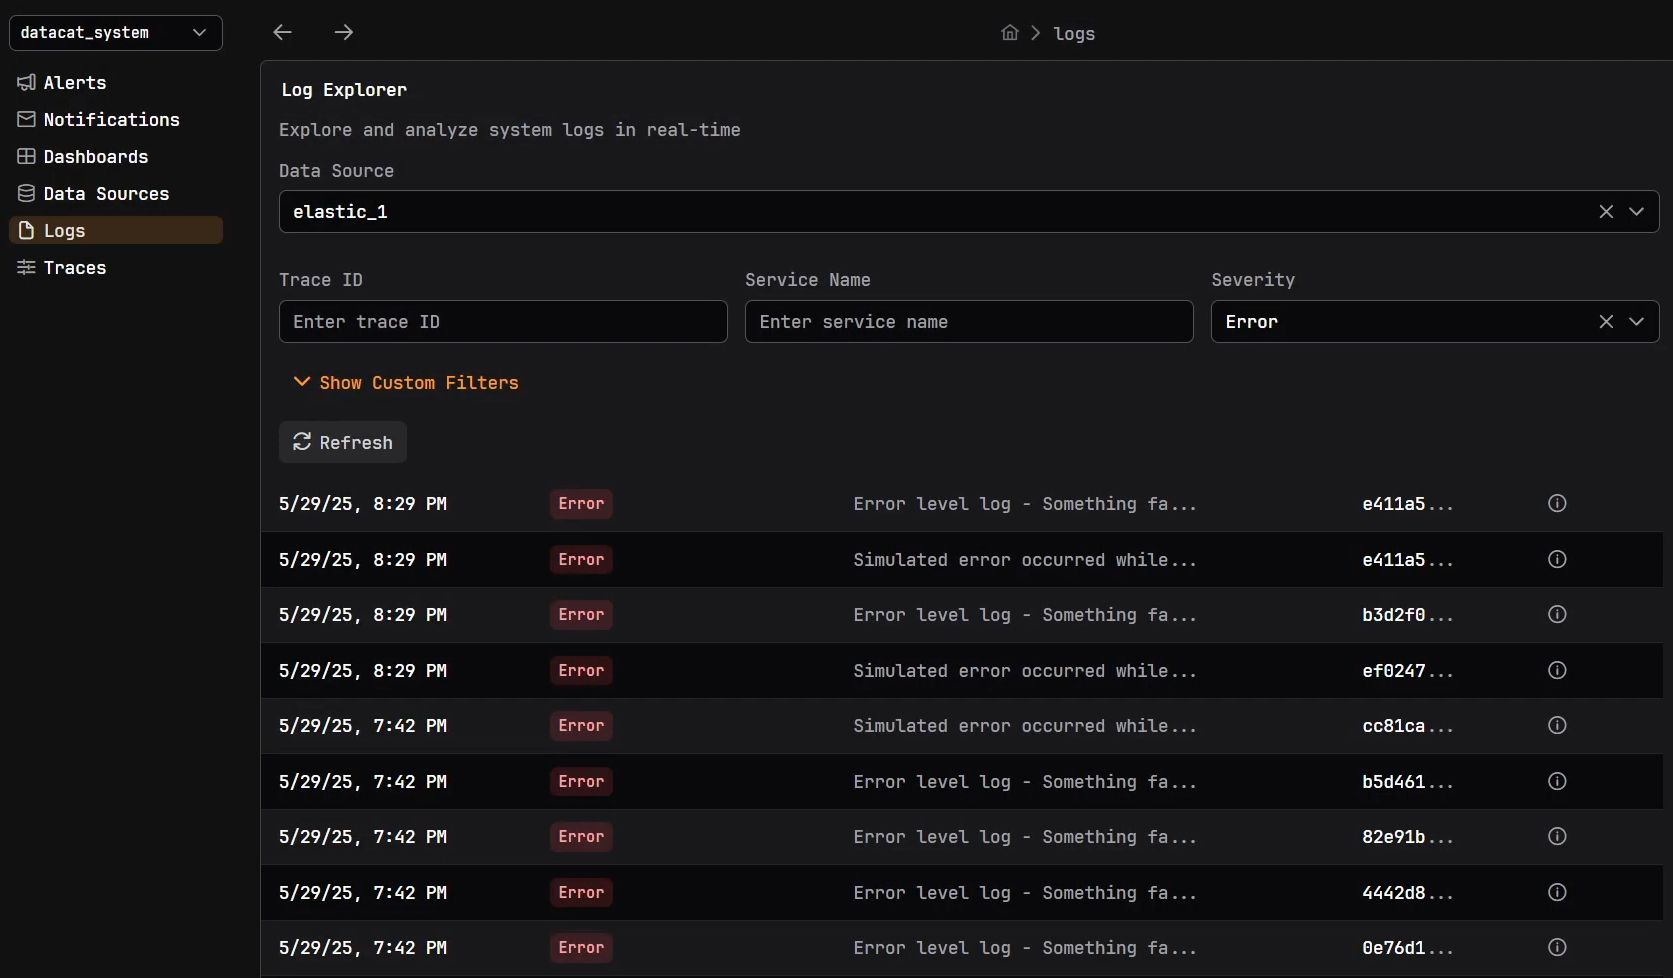 datacat_system
logs
Alerts
Notifications
Dashboards
Data Sources
Logs
Traces
Log Explorer
Explore and analyze system logs in real-time
Data Source
elastic_1
Trace ID Service Name Severity
Enter trace ID Enter service name Error
Show Custom Filters
Refresh
5/29/25, 8:29 PM Error Error level log - Something fa... e411a5...
5/29/25, 8:29 PM Error Simulated error occurred while... e411a5...
5/29/25, 8:29 PM Error Error level log - Something fa... b3d2f0...
5/29/25, 8:29 PM Error Simulated error occurred while... ef0247...
5/29/25, 7:42 PM Error Simulated error occurred while... cc81ca...
5/29/25, 7:42 PM Error Error level log - Something fa... b5d461...
5/29/25, 7:42 PM Error Error level log - Something fa... 82e91b...
5/29/25, 7:42 PM Error Error level log - Something fa... 4442d8...
5/29/25, 7:42 PM Error Error level log - Something fa... 0e76d1...